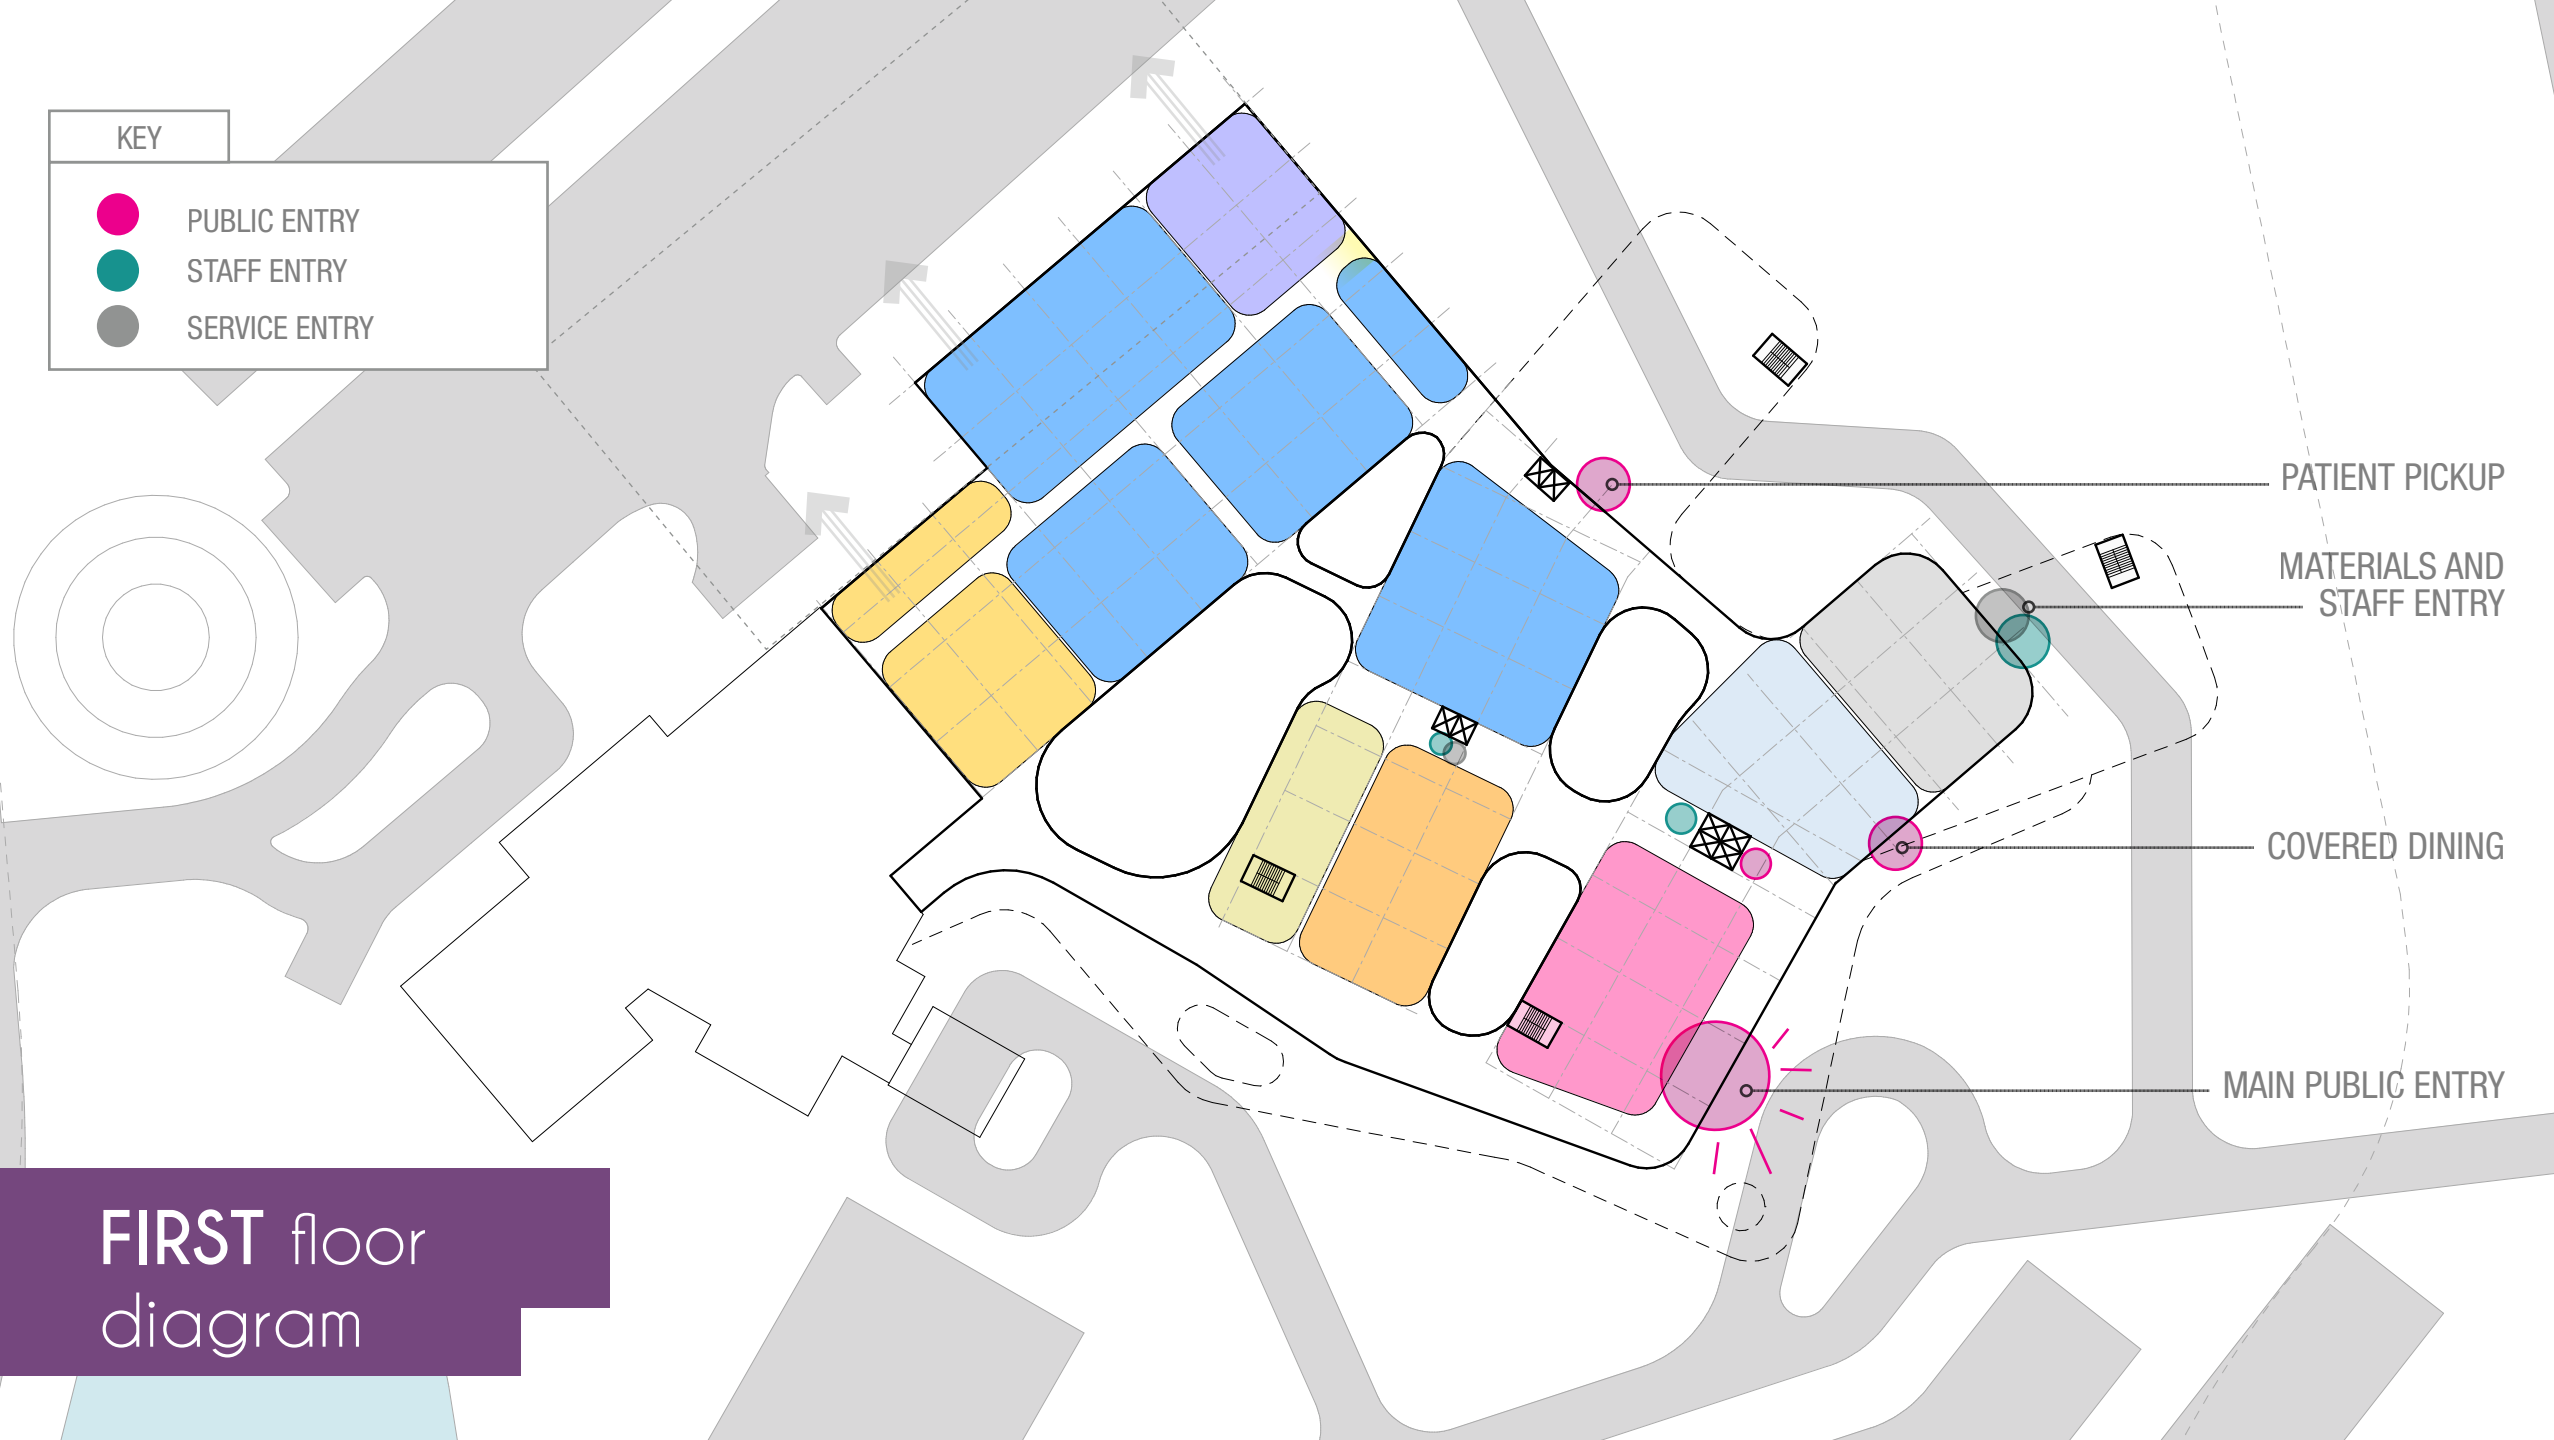 KEY
PUBLIC ENTRY
STAFF ENTRY
SERVICE ENTRY
PATIENT PICKUP
MATERIALS AND
STAFF ENTRY
COVERED DINING
MAIN PUBLIC ENTRY
FIRST floor
diagram